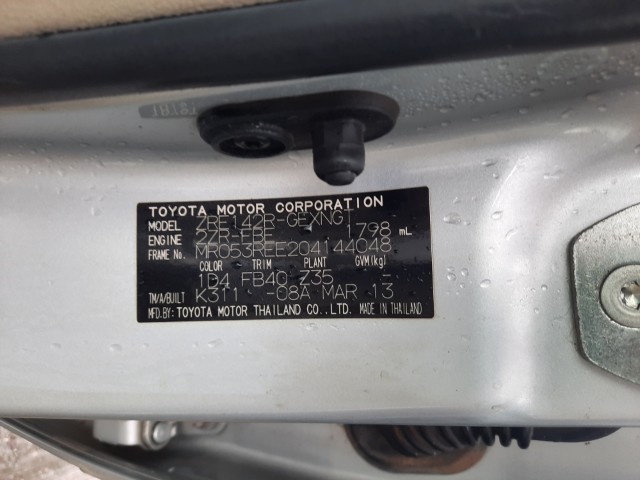 TOYOTA MOTOR CORPORATION
MODEL ZRE142R-GEXNGT
ENGINE 2ZR-FBE 1798 mL
FRAME No. MR053REE204144048
COLOR TRIM GVM(kg)
1D4 FB40 Z35 -
TM/A/BUILT K311 -08A MAR 13
MFD.BY: TOYOTA MOTOR THAILAND CO.,LTD. MADE IN THAILAND